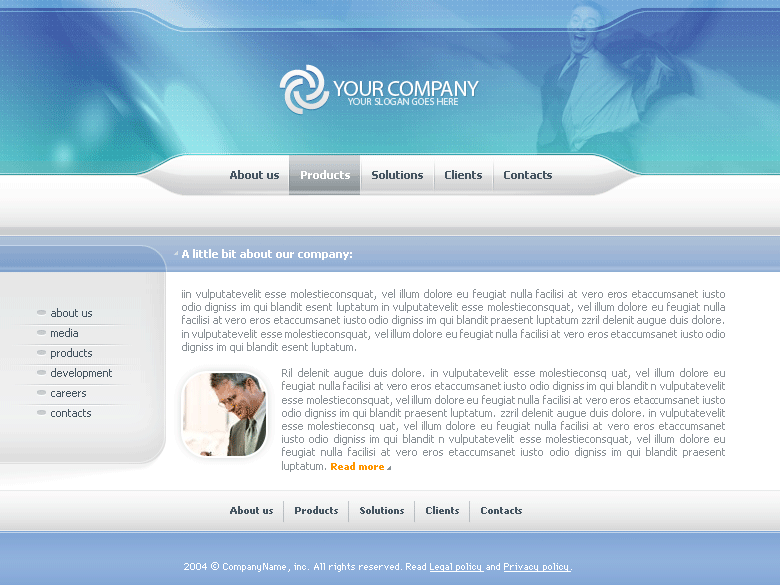 YOUR COMPANY
YOUR SLOGAN GOES HERE
About us Products Solutions Clients Contacts
A little bit about our company:
about us
media
products
development
careers
contacts
iin vulputatevelit esse molestieconsquat, vel illum dolore eu feugiat nulla facilisi at vero eros etaccumsanet iusto
odio digniss im qui blandit esent luptatum in vulputatevelit esse molestieconsequat, vel illum dolore eu feugiat nulla
facilisi at vero eros etaccumsanet iusto odio digniss im qui blandit praesent luptatum zzril delenit augue duis dolore.
in vulputatevelit esse molestieconsequat, vel illum dolore eu feugiat nulla facilisi at vero eros etaccumsanet iusto odio
digniss im qui blandit esent luptatum.
Ril delenit augue duis dolore. in vulputatevelit esse molestieconsq uat, vel illum dolore eu
feugiat nulla facilisi at vero eros etaccumsanet iusto odio digniss im qui blandit n vulputatevelit
esse molestieconsquat, vel illum dolore eu feugiat nulla facilisi at vero eros etaccumsanet iusto
odio digniss im qui blandit praesent luptatum. zzril delenit augue duis dolore. in vulputatevelit
esse molestieconsq uat, vel illum dolore eu feugiat nulla facilisi at vero eros etaccumsanet
iusto odio digniss im qui blandit n vulputatevelit esse molestieconsquat, vel illum dolore eu
feugiat nulla facilisi at vero eros etaccumsanet iusto odio digniss im qui blandit praesent
luptatum. Read more
About us Products Solutions Clients Contacts
2004 © CompanyName, inc. All rights reserved. Read Legal policy and Privacy policy.